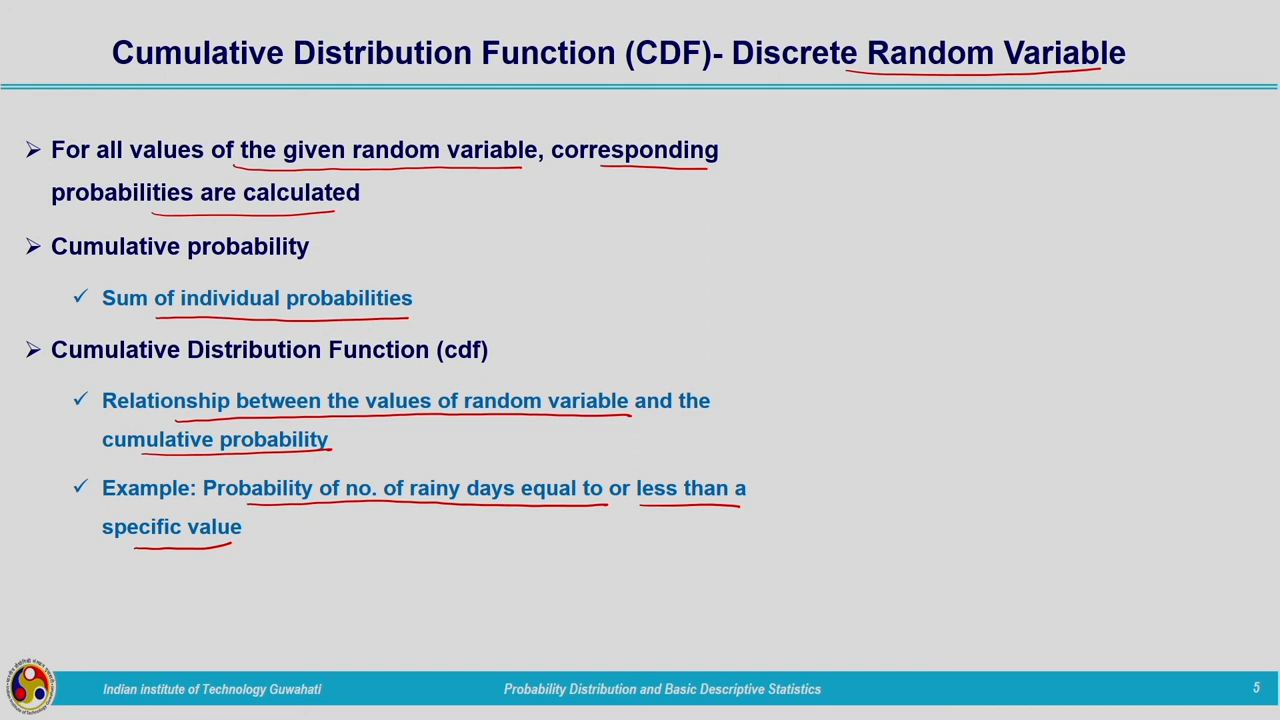 Cumulative Distribution Function (CDF)- Discrete Random Variable
For all values of the given random variable, corresponding
probabilities are calculated
Cumulative probability
Sum of individual probabilities
Cumulative Distribution Function (cdf)
Relationship between the values of random variable and the
cumulative probability
Example: Probability of no. of rainy days equal to or less than a
specific value
Indian institute of Technology Guwahati
Probability Distribution and Basic Descriptive Statistics
5